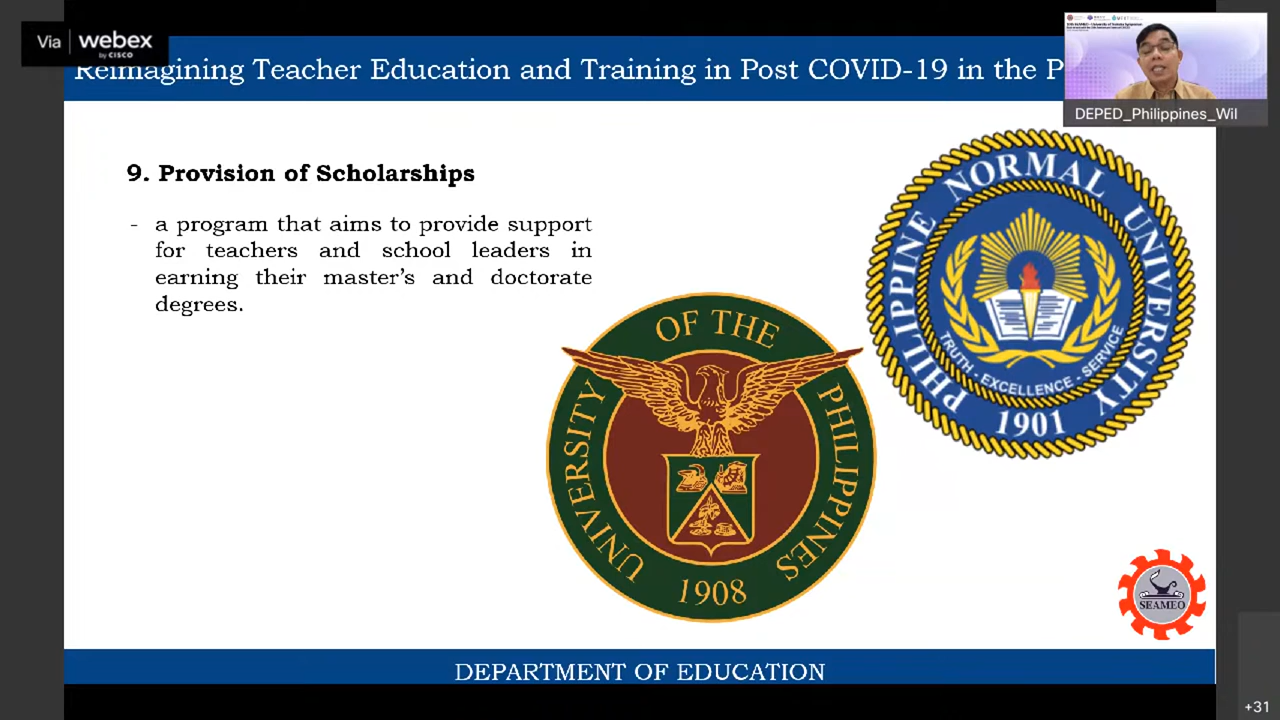 Via webex
by CISCO
Reimagining Teacher Education and Training in Post COVID-19 in the P
DEPED_Philippines_Wil
9. Provision of Scholarships
- a program that aims to provide support
for teachers and school leaders in
earning their master's and doctorate
degrees.
PHILIPPINE NORMAL UNIVERSITY
TRUTH - EXCELLENCE - SERVICE
1901
UNIVERSITY OF THE PHILIPPINES
1908
SEAMEO
DEPARTMENT OF EDUCATION
+31